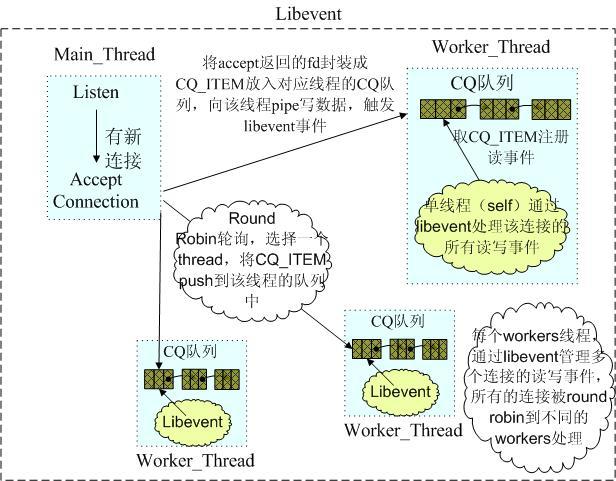 Libevent
Main_Thread
Listen
有新
连接
Accept
Connection
将accept返回的fd封装成
CQ_ITEM放入对应线程的CQ队
列，向该线程pipe写数据，触发
libevent事件
Worker_Thread
CQ队列
取CQ_ITEM注册
读事件
单线程（self）通过
libevent处理该连接的
所有读写事件
Round
Robin轮询，选择一个
thread，将CQ_ITEM
push到该线程的队列
中
CQ队列
Libevent
Worker_Thread
CQ队列
Libevent
Worker_Thread
每个workers线程，
通过libevent管理多
个连接的读写事件，
所有的连接被round
robin到不同的
workers处理